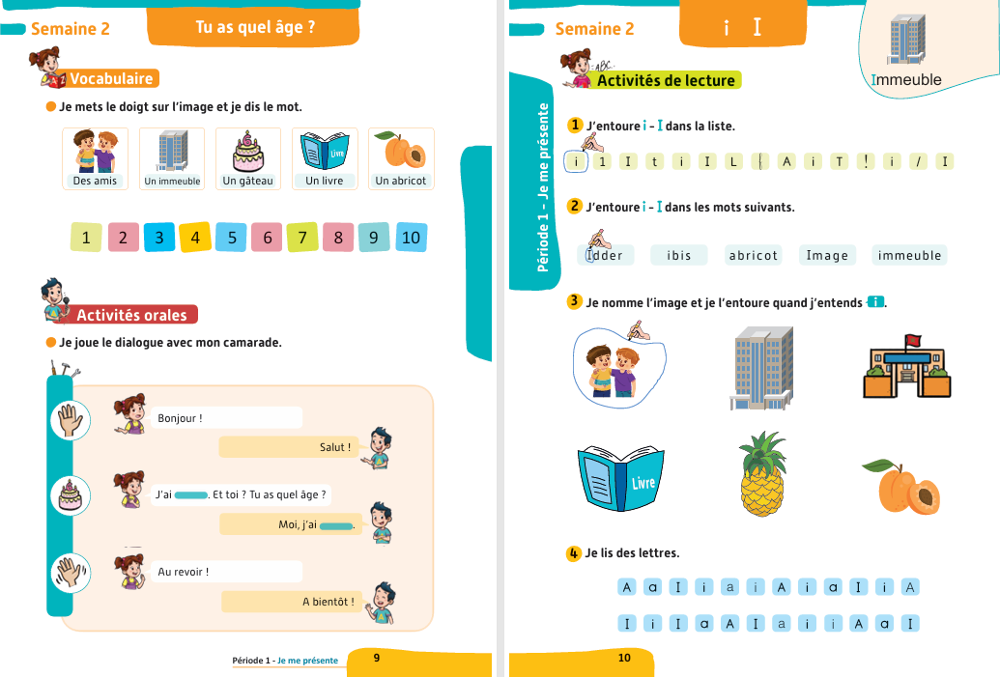 Semaine 2
Tu as quel âge ?
Vocabulaire
Je mets le doigt sur l'image et je dis le mot.
Livre
Des amis
Un immeuble
Un gâteau
Un livre
Un abricot
1 2 3 4 5 6 7 8 9 10
Activités orales
Je joue le dialogue avec mon camarade.
Bonjour !
Salut !
J'ai . Et toi ? Tu as quel âge ?
Moi, j'ai .
Au revoir !
A bientôt !
Période 1 - Je me présente
9
Semaine 2
i I
Immeuble
ABC
Activités de lecture
Période 1 - Je me présente
1 J'entoure i - I dans la liste.
i 1 I t i I L A i T ! i / I
2 J'entoure i - I dans les mots suivants.
Idder ibis abricot Image immeuble
3 Je nomme l'image et je l'entoure quand j'entends i .
Livre
4 Je lis des lettres.
A a I i a i A i a I i A
I i I a A I a i i A a I
10